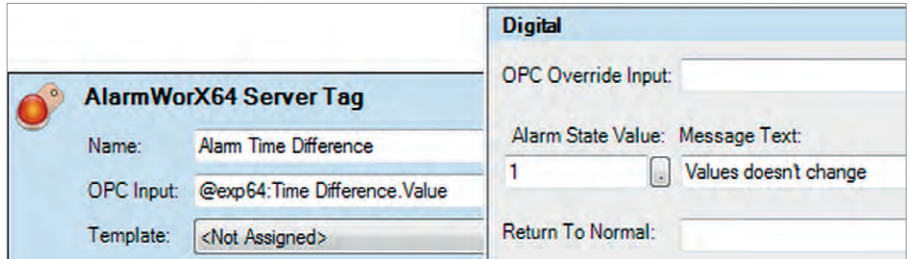 AlarmWorX64 Server Tag
Name: Alarm Time Difference
OPC Input: @exp64:Time Difference.Value
Template: <Not Assigned>
Digital
OPC Override Input:
Alarm State Value: Message Text:
1 . Values doesn't change
Return To Normal: